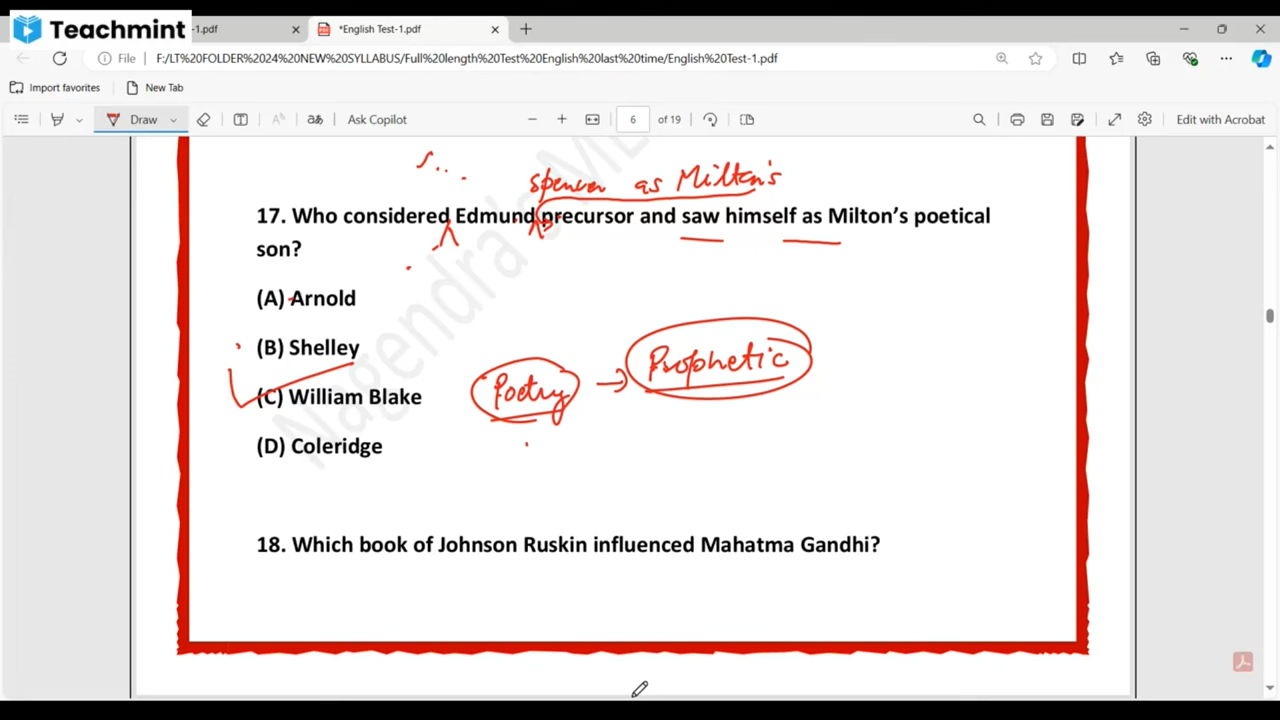 Teachmint
-1.pdf
*English Test-1.pdf
File
F:/LT%20FOLDER%2024%20NEW%20SYLLABUS/Full%20length%20Test%20English%20last%20time/English%20Test-1.pdf
Import favorites
New Tab
Draw
Ask Copilot
6
of 19
Edit with Acrobat
S...
spencer as Milton's
17. Who considered Edmund precursor and saw himself as Milton’s poetical
son?
(A) Arnold
(B) Shelley
(C) William Blake
(D) Coleridge
Poetry → Prophetic
Nagendra's
18. Which book of Johnson Ruskin influenced Mahatma Gandhi?